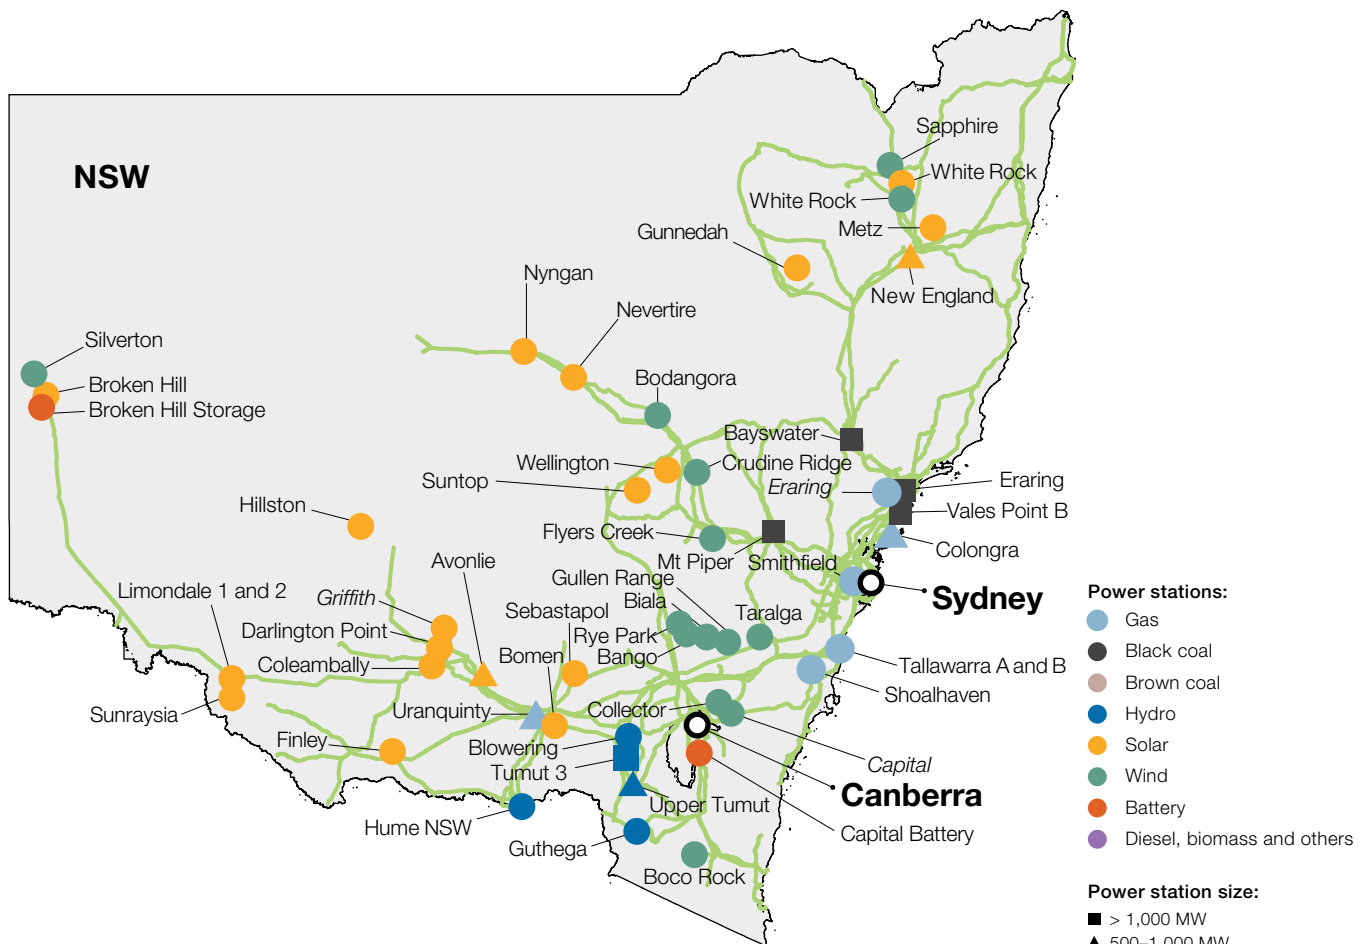 Sapphire
NSW
White Rock
White Rock
Metz
Gunnedah
New England
Nyngan
Nevertire
Silverton
Bodangora
Broken Hill
Broken Hill Storage
Bayswater
Wellington
Crudine Ridge
Suntop
Eraring
Eraring
Hillston
Vales Point B
Flyers Creek
Colongra
Mt Piper
Smithfield
Avonlie
Gullen Range
Limondale 1 and 2
Griffith
Biala
Sydney
Sebastapol
Taralga
Darlington Point
Rye Park
Bomen
Bango
Coleambally
Tallawarra A and B
Shoalhaven
Sunraysia
Uranquinty
Collector
Finley
Blowering
Capital
Tumut 3
Canberra
Upper Tumut
Hume NSW
Capital Battery
Guthega
Boco Rock
Power stations:
Gas
Black coal
Brown coal
Hydro
Solar
Wind
Battery
Diesel, biomass and others
Power station size:
> 1,000 MW
500–1,000 MW